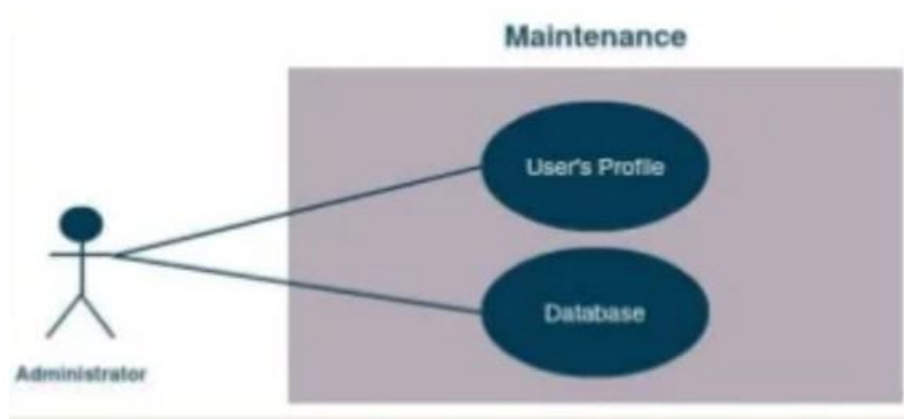 Maintenance
User's Profile
Database
Administrator